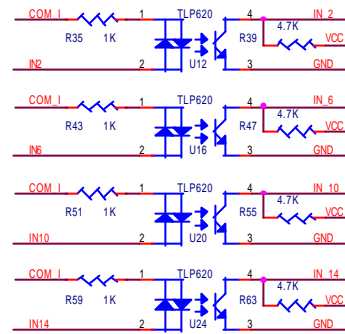 COM_I 1 TLP620 4 IN_2
R35 1K R39 4.7K VCC
IN2 2 U12 3 GND
COM_I 1 TLP620 4 IN_6
R43 1K R47 4.7K VCC
IN6 2 U16 3 GND
COM_I 1 TLP620 4 IN_10
R51 1K R55 4.7K VCC
IN10 2 U20 3 GND
COM_I 1 TLP620 4 IN_14
R59 1K R63 4.7K VCC
IN14 2 U24 3 GND